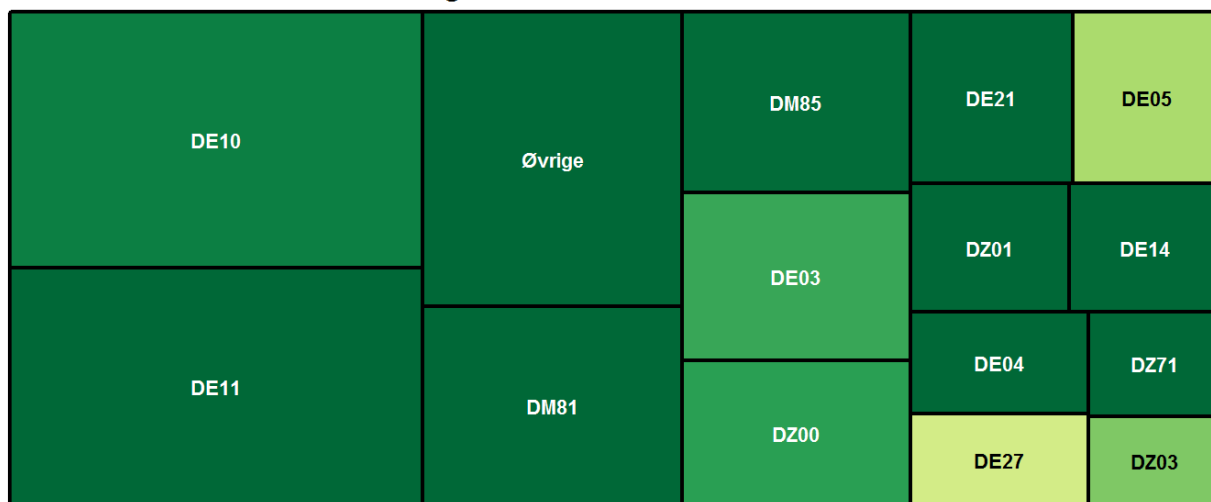 DE10
DE11
Øvrige
DM81
DM85
DE03
DZ00
DE21
DE05
DZ01
DE14
DE04
DZ71
DE27
DZ03